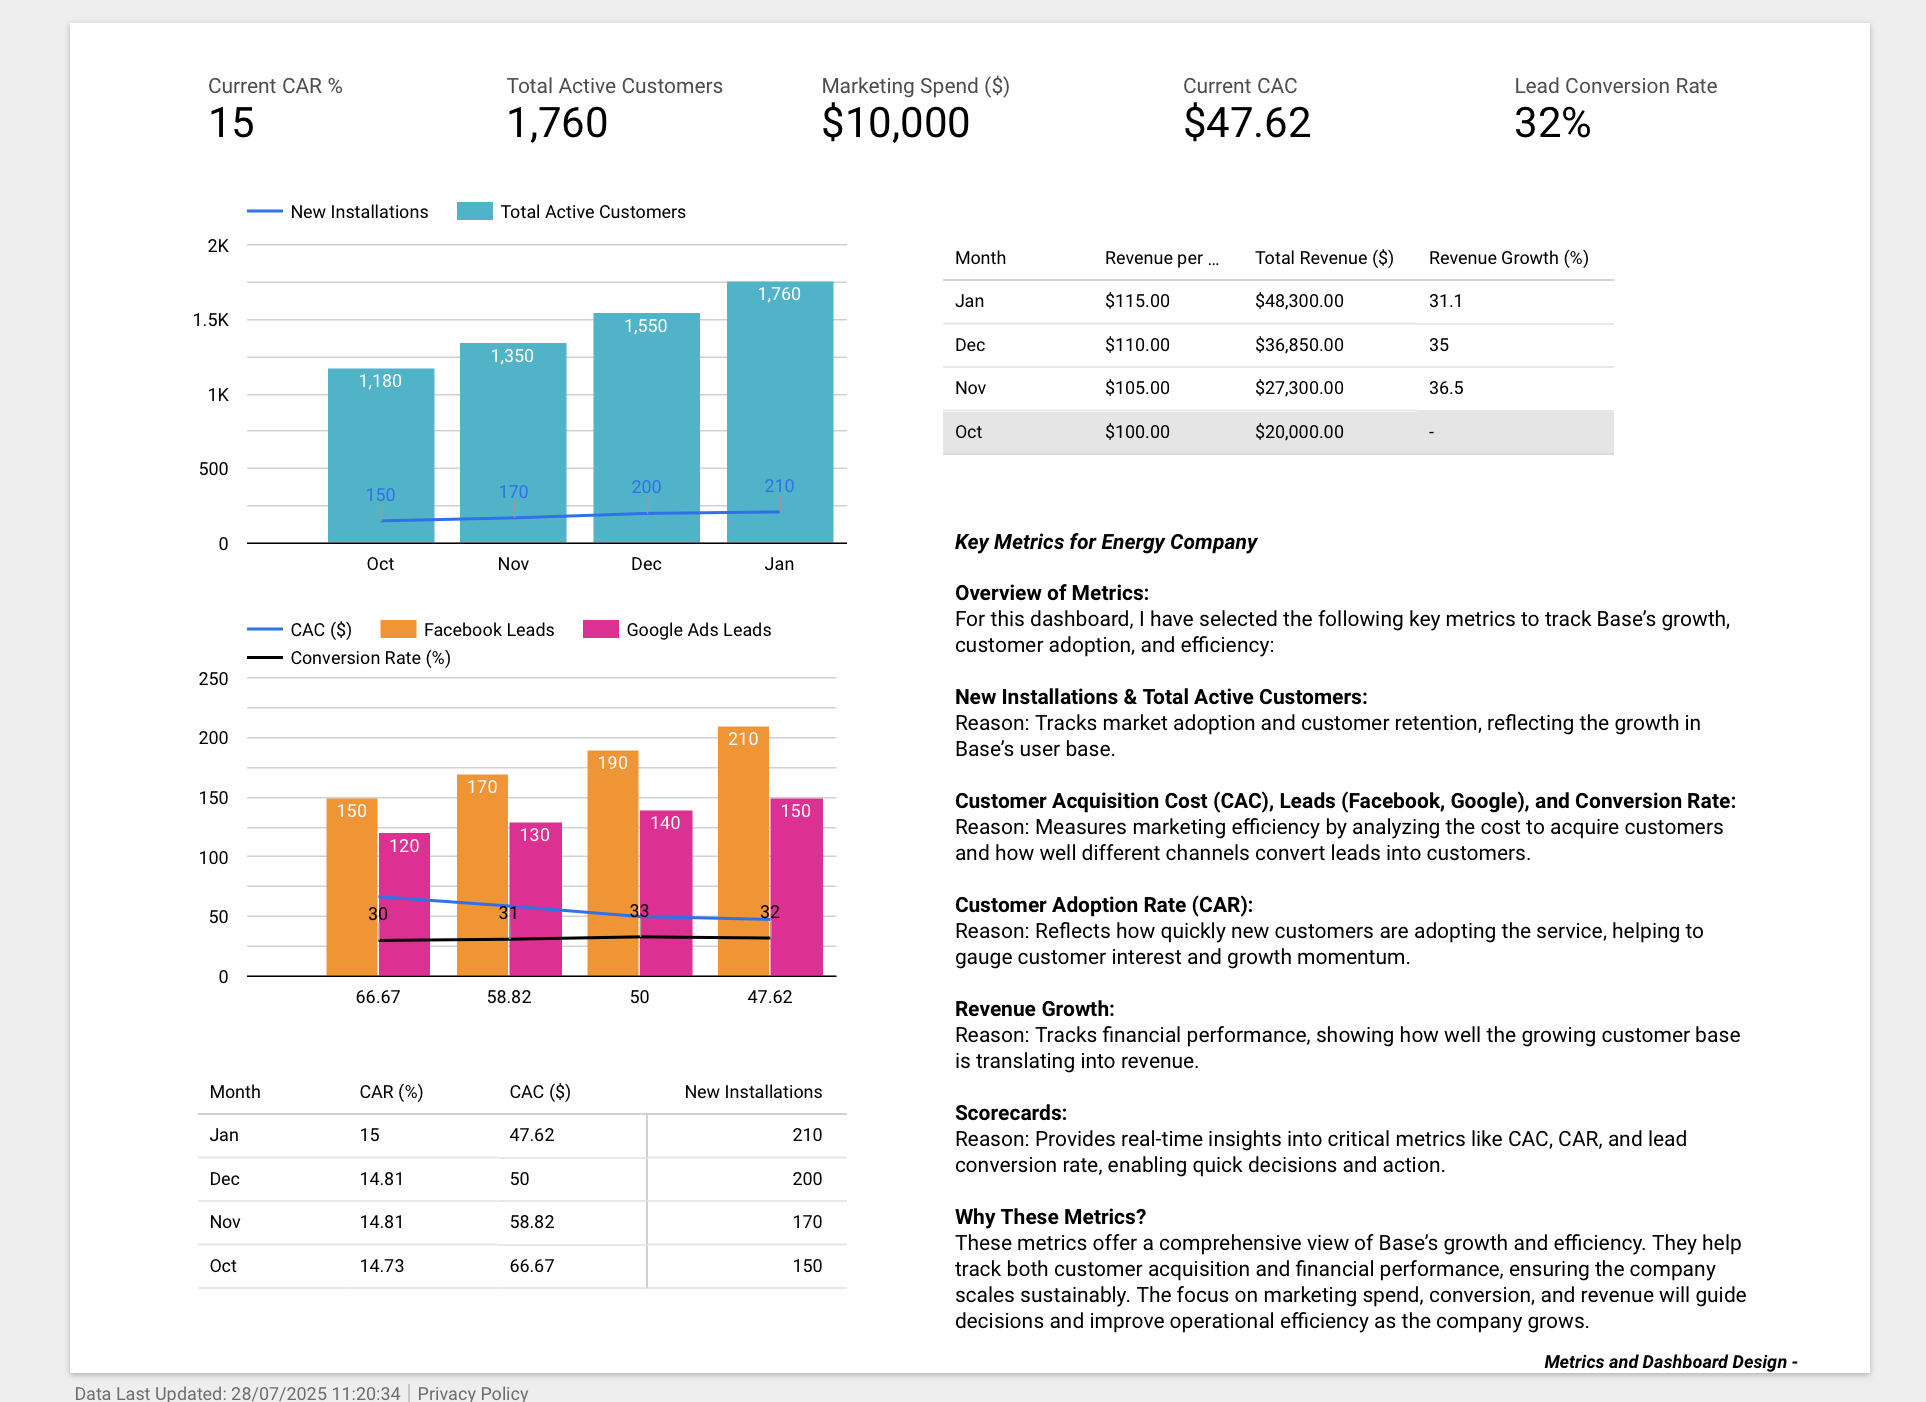 Current CAR %
15
Total Active Customers
1,760
Marketing Spend ($)
$10,000
Current CAC
$47.62
Lead Conversion Rate
32%
New Installations
Total Active Customers
2K
1.5K
1K
500
0
1,180
1,350
1,550
1,760
150
170
200
210
Oct
Nov
Dec
Jan
CAC ($)
Facebook Leads
Google Ads Leads
Conversion Rate (%)
250
200
150
100
50
0
150
120
170
130
190
140
210
150
30
31
33
32
66.67
58.82
50
47.62
Month CAR (%) CAC ($) New Installations
Jan 15 47.62 210
Dec 14.81 50 200
Nov 14.81 58.82 170
Oct 14.73 66.67 150
Month Revenue per ... Total Revenue ($) Revenue Growth (%)
Jan $115.00 $48,300.00 31.1
Dec $110.00 $36,850.00 35
Nov $105.00 $27,300.00 36.5
Oct $100.00 $20,000.00 -
Key Metrics for Energy Company
Overview of Metrics:
For this dashboard, I have selected the following key metrics to track Base’s growth,
customer adoption, and efficiency:
New Installations & Total Active Customers:
Reason: Tracks market adoption and customer retention, reflecting the growth in
Base’s user base.
Customer Acquisition Cost (CAC), Leads (Facebook, Google), and Conversion Rate:
Reason: Measures marketing efficiency by analyzing the cost to acquire customers
and how well different channels convert leads into customers.
Customer Adoption Rate (CAR):
Reason: Reflects how quickly new customers are adopting the service, helping to
gauge customer interest and growth momentum.
Revenue Growth:
Reason: Tracks financial performance, showing how well the growing customer base
is translating into revenue.
Scorecards:
Reason: Provides real-time insights into critical metrics like CAC, CAR, and lead
conversion rate, enabling quick decisions and action.
Why These Metrics?
These metrics offer a comprehensive view of Base’s growth and efficiency. They help
track both customer acquisition and financial performance, ensuring the company
scales sustainably. The focus on marketing spend, conversion, and revenue will guide
decisions and improve operational efficiency as the company grows.
Metrics and Dashboard Design -
Data Last Updated: 28/07/2025 11:20:34 | Privacy Policy